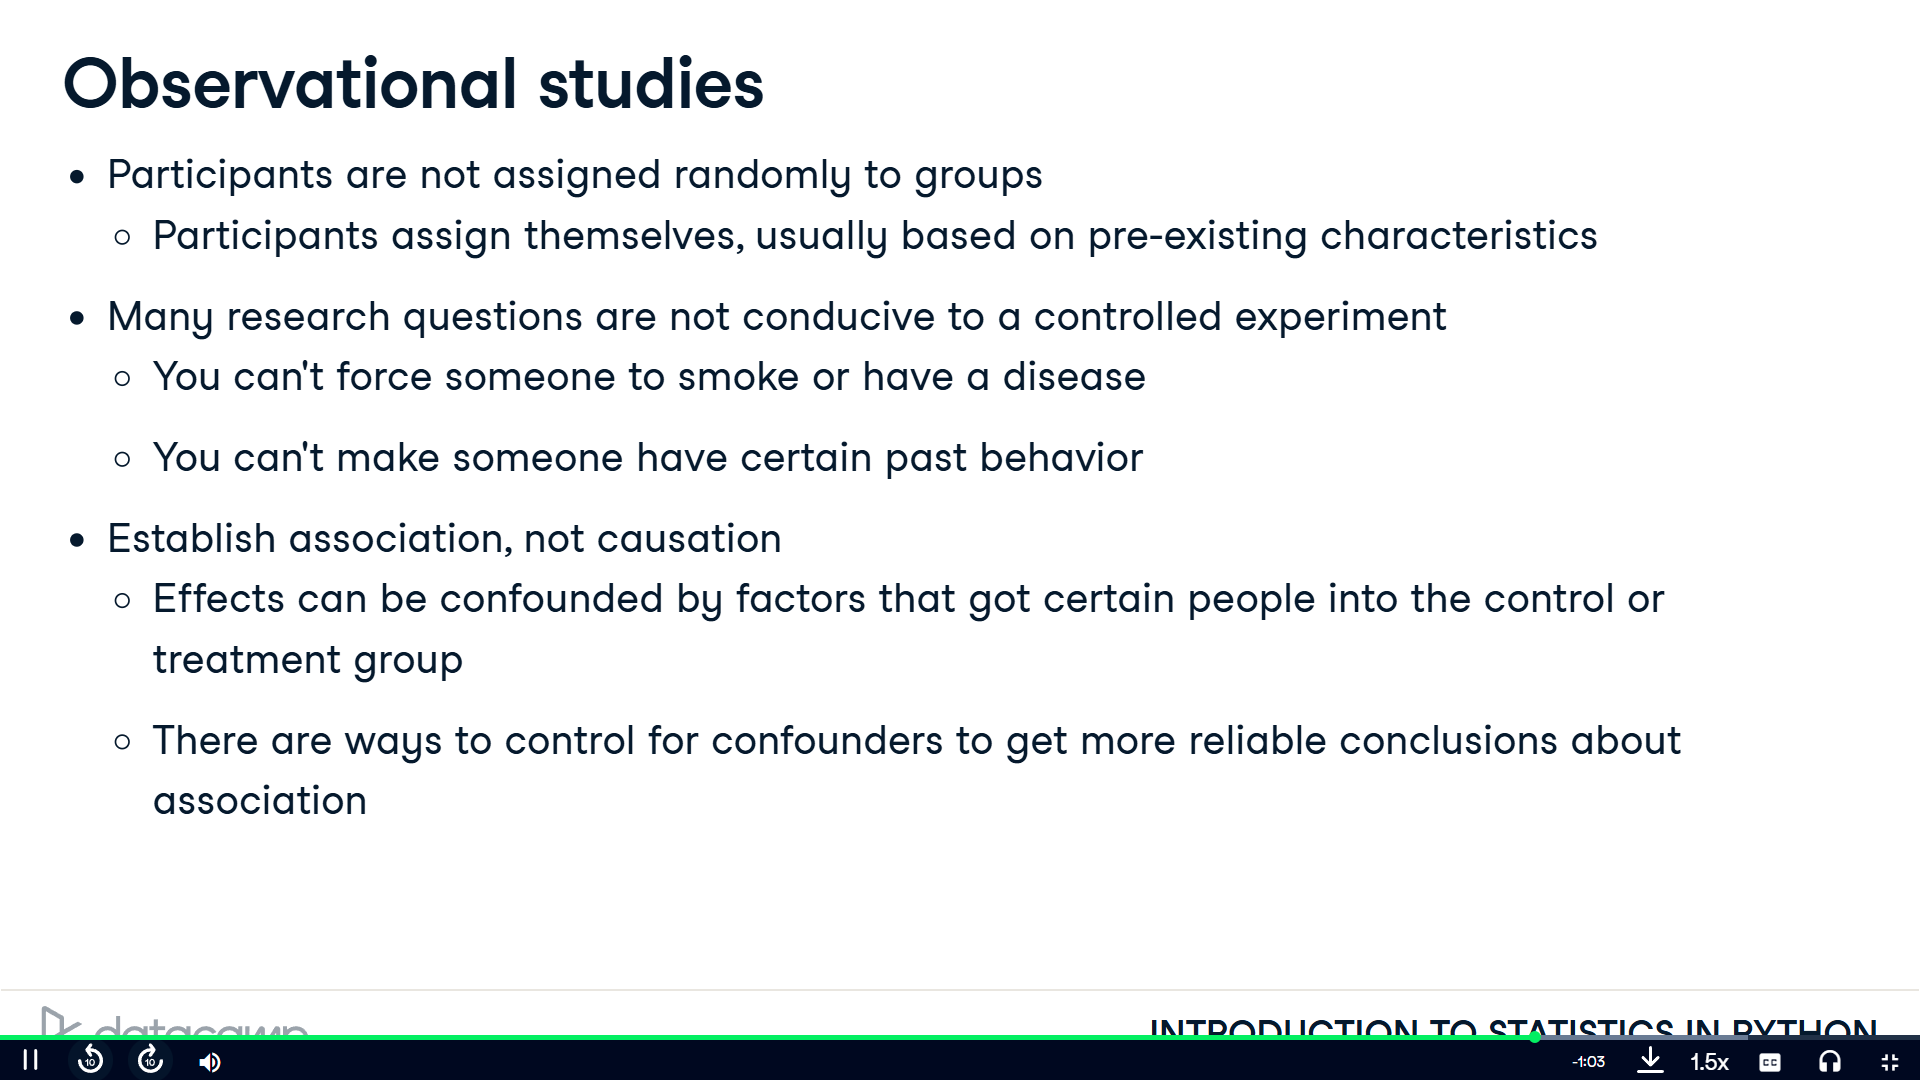 Observational studies
Participants are not assigned randomly to groups
Participants assign themselves, usually based on pre-existing characteristics
Many research questions are not conducive to a controlled experiment
You can't force someone to smoke or have a disease
You can't make someone have certain past behavior
Establish association, not causation
Effects can be confounded by factors that got certain people into the control or
treatment group
There are ways to control for confounders to get more reliable conclusions about
association
datacamp
INTRODUCTION TO STATISTICS IN PYTHON
10
10
-1:03
1.5x
CC